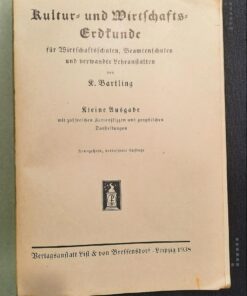 Kultur- und Wirtschafts-
Erdkunde
für Wirtschaftsschulen, Beamtenschulen
und verwandte Lehranstalten
von
K. Bartling
Kleine Ausgabe
mit zahlreichen Kartenskizzen und graphischen
Darstellungen
verbesserte Auflage
Verlagsanstalt List & von Bressensdorf · Leipzig 1938